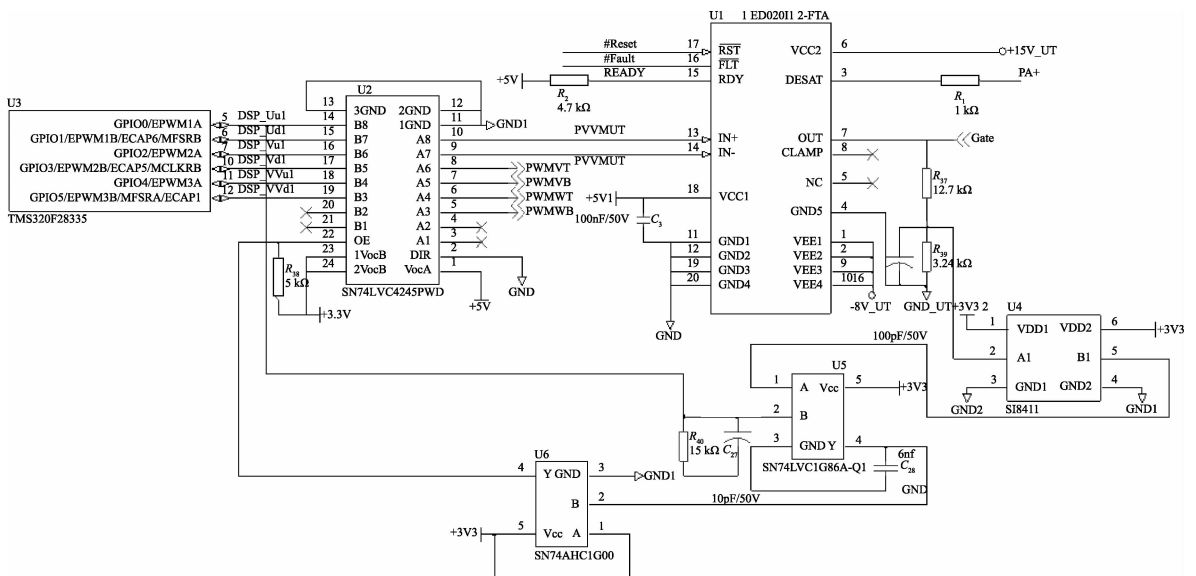 U1
1 ED020I1 2-FTA
#Reset 17 RST
#Fault 16 FLT
+5V READY 15 RDY
R2
4.7 kΩ
VCC2 6 +15V_UT
DESAT 3 PA+
R1
1 kΩ
PVVMUT 13 IN+
PVVMUT 14 IN-
OUT 7 Gate
CLAMP 8
NC 5
R37
12.7 kΩ
+5V1 18 VCC1
100nF/50V C3
GND5 4
11 GND1
12 GND2
19 GND3
20 GND4
GND
VEE1 1
VEE2 2
VEE3 9
VEE4 1016
-8V_UT
R39
3.24 kΩ
GND_UT+3V3 2
U3
GPIO0/EPWM1A 5 DSP_Uu1
GPIO1/EPWM1B/ECAP6/MFSRB 6 DSP_Ud1
GPIO2/EPWM2A 7 DSP_Vu1
GPIO3/EPWM2B/ECAP5/MCLKRB 10 DSP_Vd1
GPIO4/EPWM3A 11 DSP_VVu1
GPIO5/EPWM3B/MFSRA/ECAP1 12 DSP_VVd1
TMS320F28335
U2
13 3GND 2GND 12
14 B8 1GND 11 GND1
15 B7 A8 10
16 B6 A7 9
17 B5 A6 8 PWMVT
18 B4 A5 7 PWMVB
19 B3 A4 6 PWMWT
20 B2 A3 5 PWMWB
21 B1 A2 4
22 OE A1 3
23 1VocB DIR 2
24 2VocB VocA 1
SN74LVC4245PWD
R38
5 kΩ
+3.3V
+5V
GND
U4
1 VDD1 VDD2 6 +3V3
2 A1 B1 5
3 GND1 GND2 4
GND2
SI8411
GND1
100pF/50V
U5
1 A Vcc 5 +3V3
2 B
3 GND Y 4
SN74LVC1G86A-Q1
R40
15 kΩ
C27
6nf
C28
GND
10pF/50V
U6
4 Y GND 3 GND1
B 2
+3V3 5 Vcc A 1
SN74AHC1G00